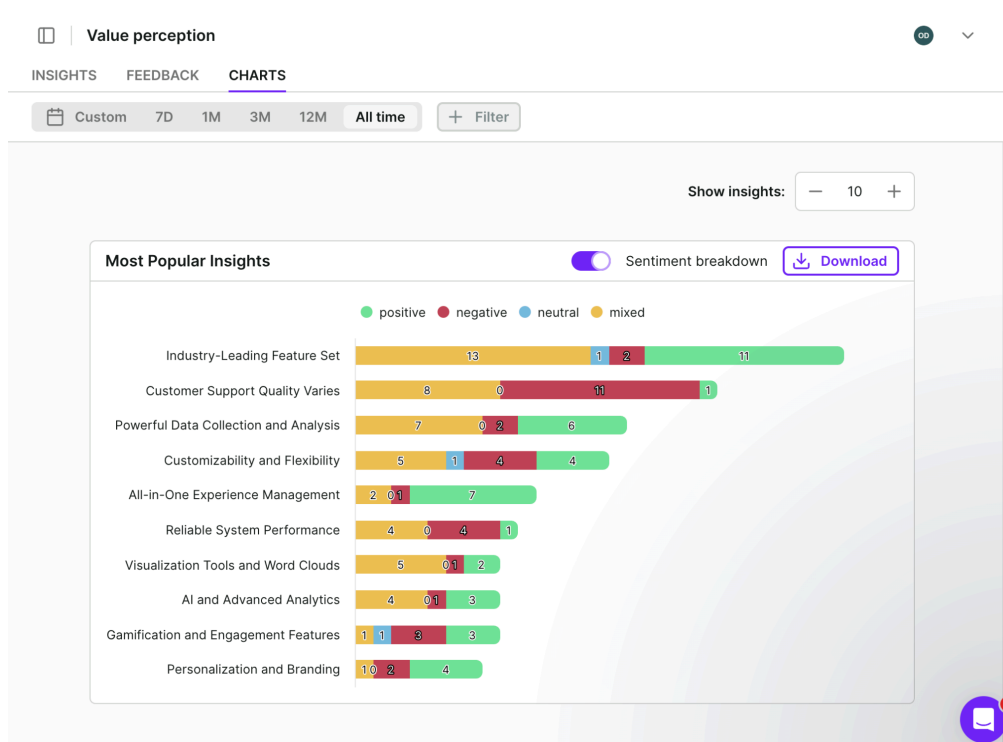 Value perception
OD
INSIGHTS FEEDBACK CHARTS
Custom 7D 1M 3M 12M All time + Filter
Show insights: — 10 +
Most Popular Insights Sentiment breakdown Download
positive negative neutral mixed
Industry-Leading Feature Set 13 1 2 11
Customer Support Quality Varies 8 0 11 1
Powerful Data Collection and Analysis 7 0 2 6
Customizability and Flexibility 5 1 4 4
All-in-One Experience Management 2 0 1 7
Reliable System Performance 4 0 4 1
Visualization Tools and Word Clouds 5 0 1 2
AI and Advanced Analytics 4 0 1 3
Gamification and Engagement Features 1 1 3 3
Personalization and Branding 1 0 2 4